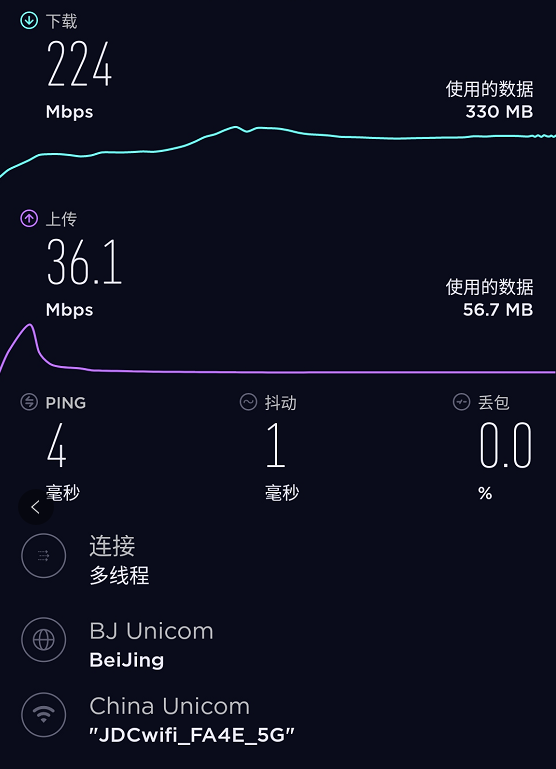 下载
224
Mbps
使用的数据
330 MB
上传
36.1
Mbps
使用的数据
56.7 MB
PING
4
毫秒
抖动
1
毫秒
丢包
0.0
%
连接
多线程
BJ Unicom
BeiJing
China Unicom
"JDCwifi_FA4E_5G"